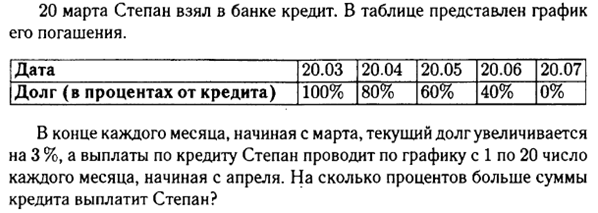 20 марта Степан взял в банке кредит. В таблице представлен график
его погашения.
Дата 20.03 20.04 20.05 20.06 20.07
Долг (в процентах от кредита) 100% 80% 60% 40% 0%
В конце каждого месяца, начиная с марта, текущий долг увеличивается
на 3 %, а выплаты по кредиту Степан проводит по графику с 1 по 20 число
каждого месяца, начиная с апреля. На сколько процентов больше суммы
кредита выплатит Степан?